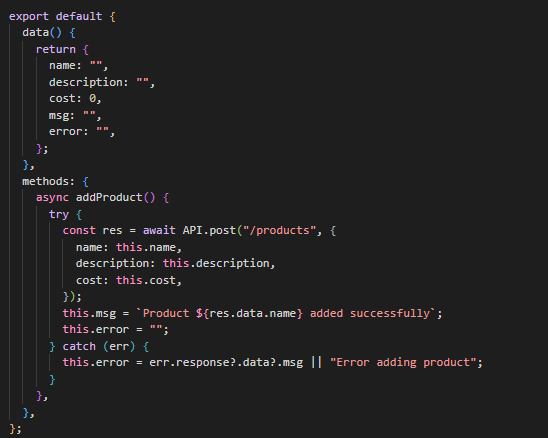 export default {
  data() {
    return {
      name: "",
      description: "",
      cost: 0,
      msg: "",
      error: "",
    };
  },
  methods: {
    async addProduct() {
      try {
        const res = await API.post("/products", {
          name: this.name,
          description: this.description,
          cost: this.cost,
        });
        this.msg = `Product ${res.data.name} added successfully`;
        this.error = "";
      } catch (err) {
        this.error = err.response?.data?.msg || "Error adding product";
      }
    },
  },
};